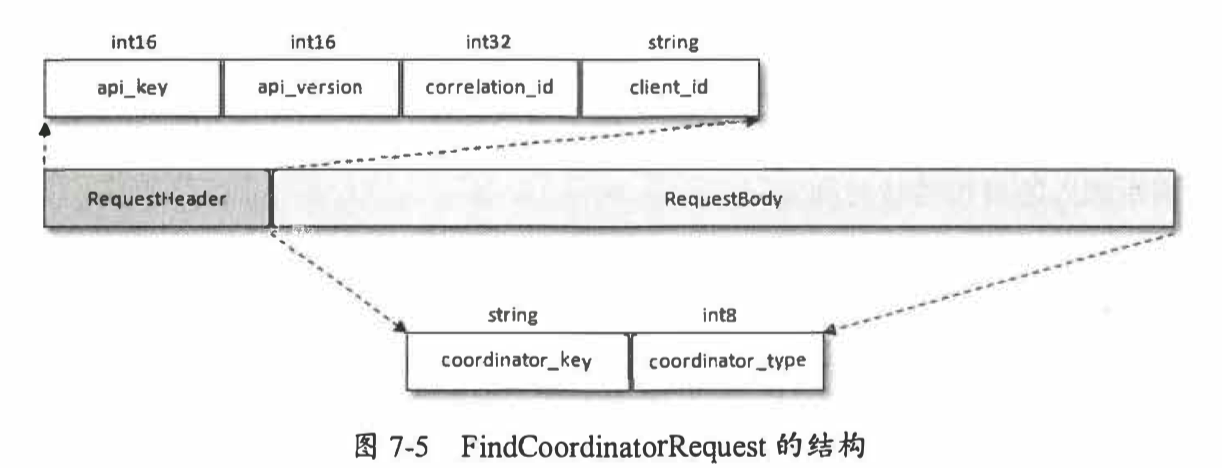 int16 int16 int32 string
api_key api_version correlation_id client_id
RequestHeader RequestBody
string int8
coordinator_key coordinator_type
图 7-5 FindCoordinatorRequest 的结构